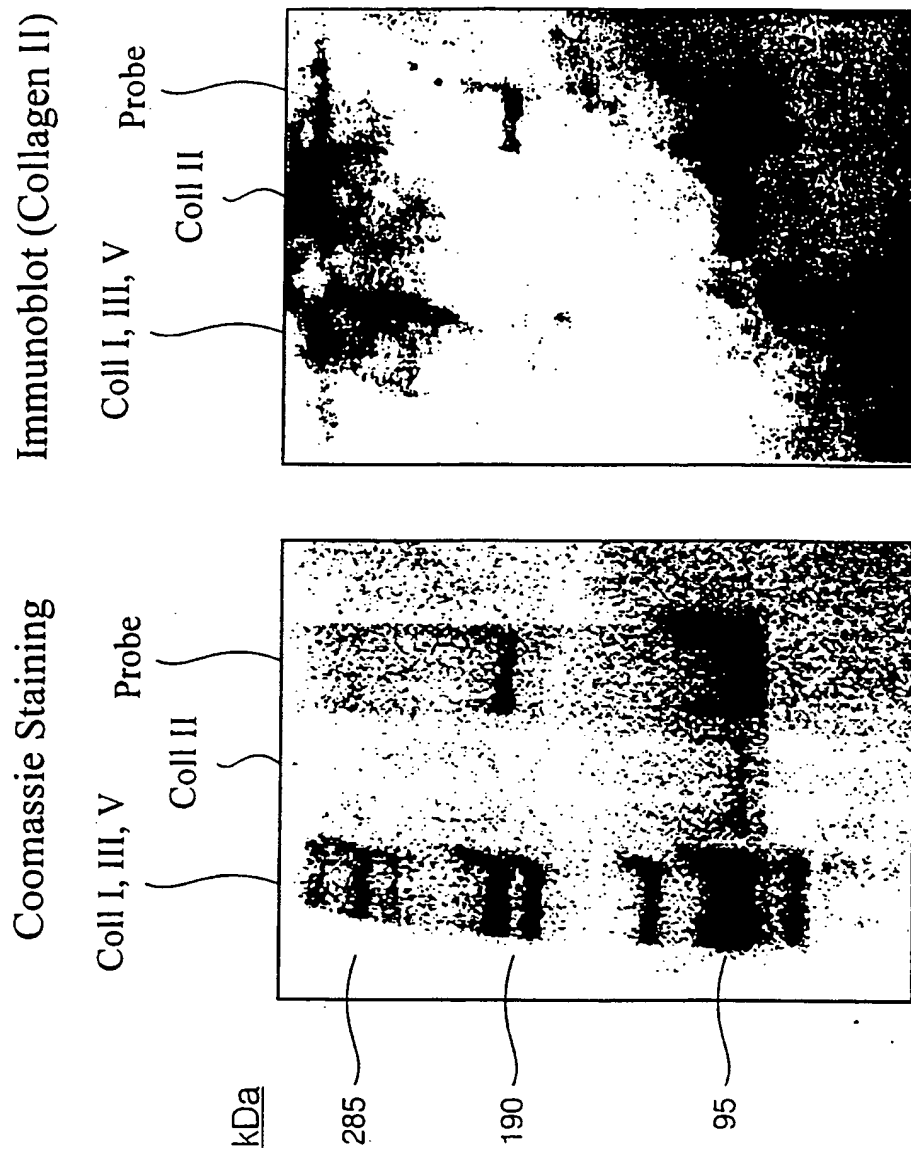 Coomassie Staining
Coll I, III, V
Coll II
Probe
kDa
285
190
95
Immunoblot (Collagen II)
Coll I, III, V
Coll II
Probe